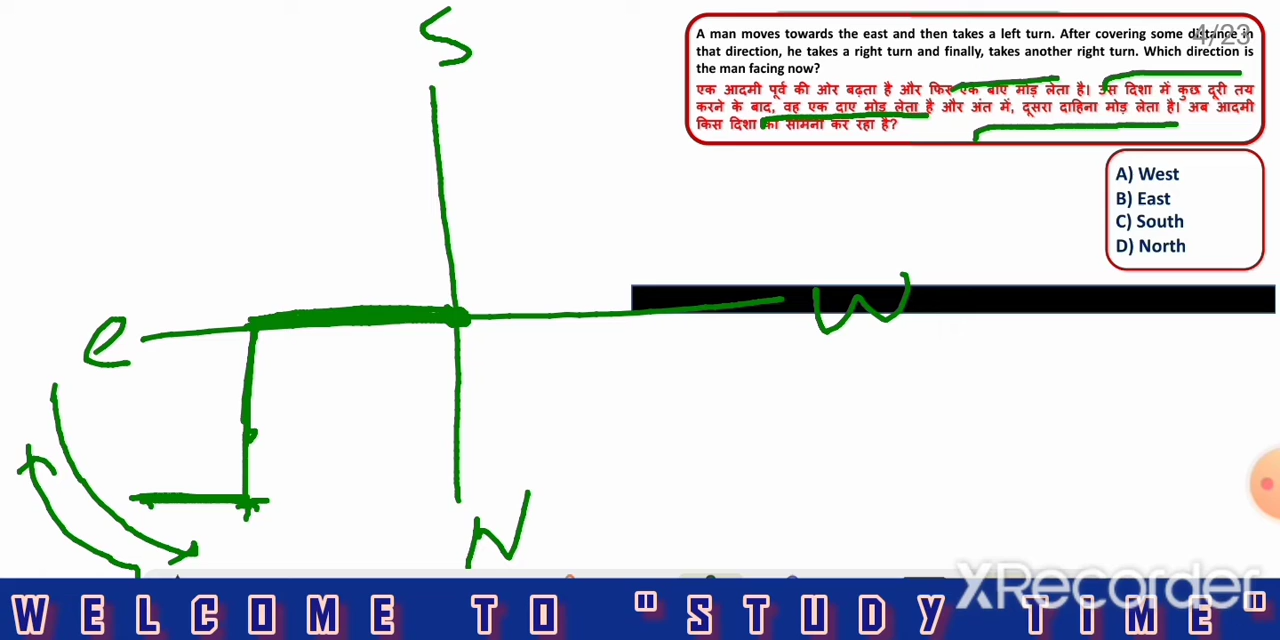 S
A man moves towards the east and then takes a left turn. After covering some distance in
4/23
that direction, he takes a right turn and finally, takes another right turn. Which direction is
the man facing now?
एक आदमी पूर्व की ओर बढ़ता है और फिर एक बाए मोड़ लेता है। उस दिशा में कुछ दूरी तय
करने के बाद, वह एक दाए मोड़ लेता है और अंत में, दूसरा दाहिना मोड़ लेता है। अब आदमी
किस दिशा का सामना कर रहा है?
A) West
B) East
C) South
D) North
e
W
N
XRecorder
WELCOME TO "STUDY TIME"